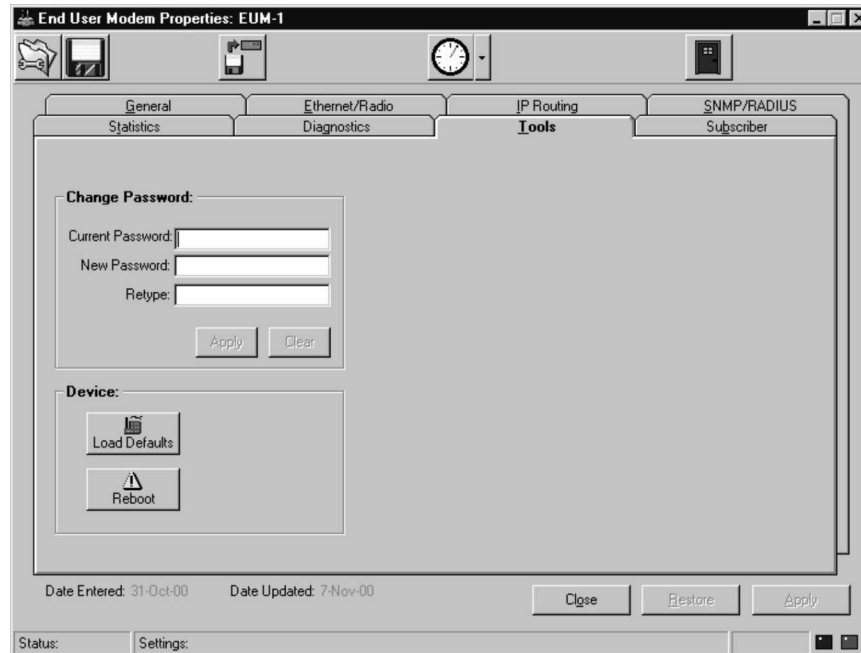 End User Modem Properties: EUM-1
General Ethernet/Radio IP Routing SNMP/RADIUS
Statistics Diagnostics Tools Subscriber
Change Password:
Current Password:
New Password:
Retype:
Apply Clear
Device:
Load Defaults
Reboot
Date Entered: 31-Oct-00 Date Updated: 7-Nov-00
Close Restore Apply
Status: Settings: